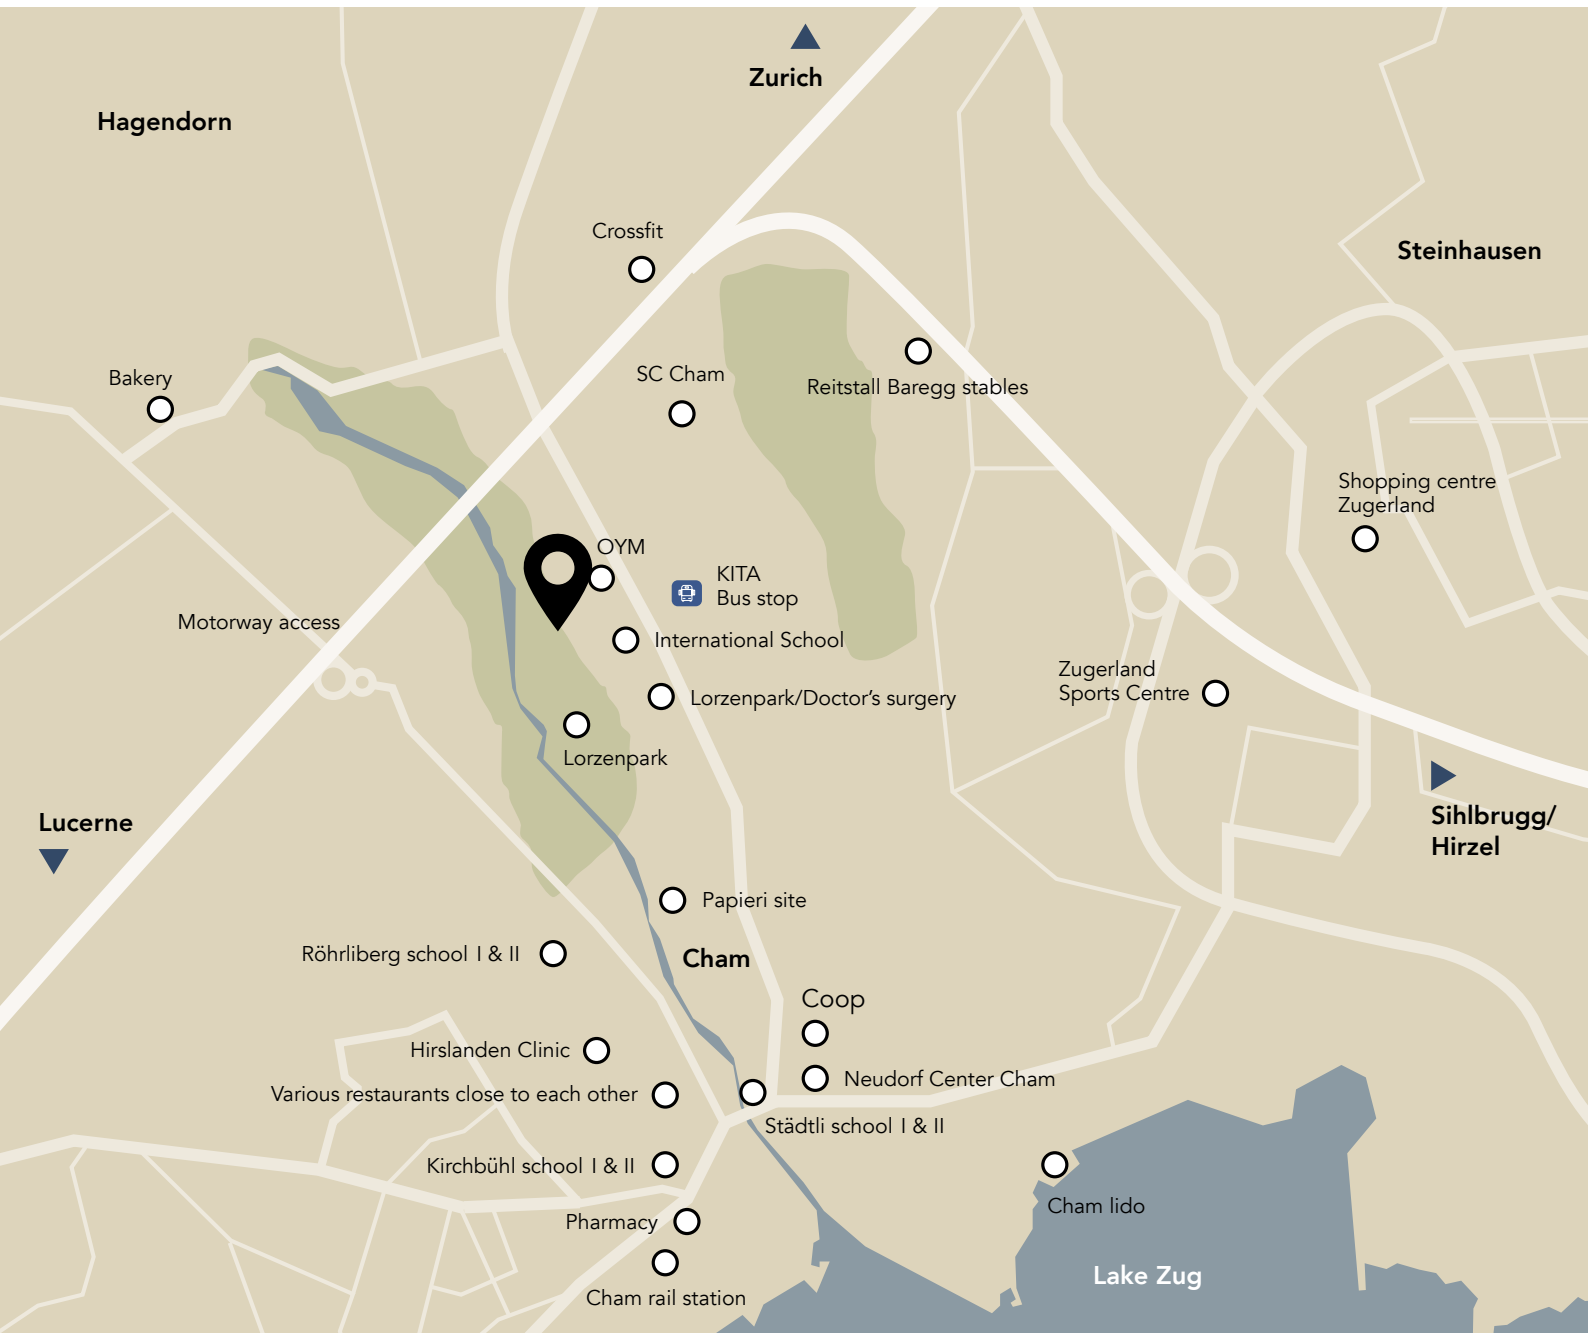 Zurich
Hagendorn
Crossfit
Steinhausen
Bakery
SC Cham
Reitstall Baregg stables
Shopping centre
Zugerland
OYM
KITA
Bus stop
Motorway access
International School
Zugerland
Sports Centre
Lorzenpark/Doctor's surgery
Lorzenpark
Lucerne
Sihlbrugg/
Hirzel
Papieri site
Röhrliberg school I & II
Cham
Coop
Hirslanden Clinic
Neudorf Center Cham
Various restaurants close to each other
Städtli school I & II
Kirchbühl school I & II
Cham lido
Pharmacy
Lake Zug
Cham rail station